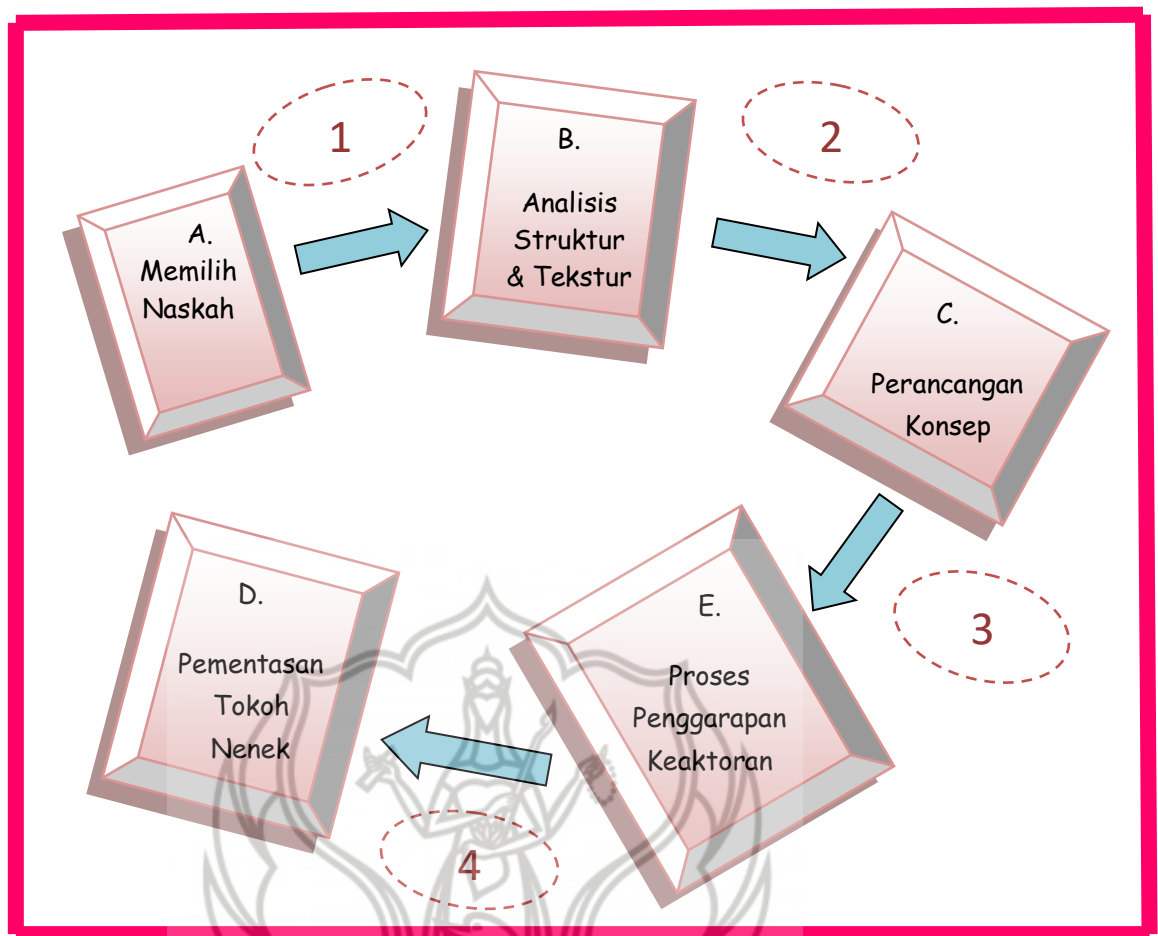 1
2
A.
Memilih
Naskah
B.
Analisis
Struktur
& Tekstur
C.
Perancangan
Konsep
3
E.
Proses
Penggarapan
Keaktoran
4
D.
Pementasan
Tokoh
Nenek